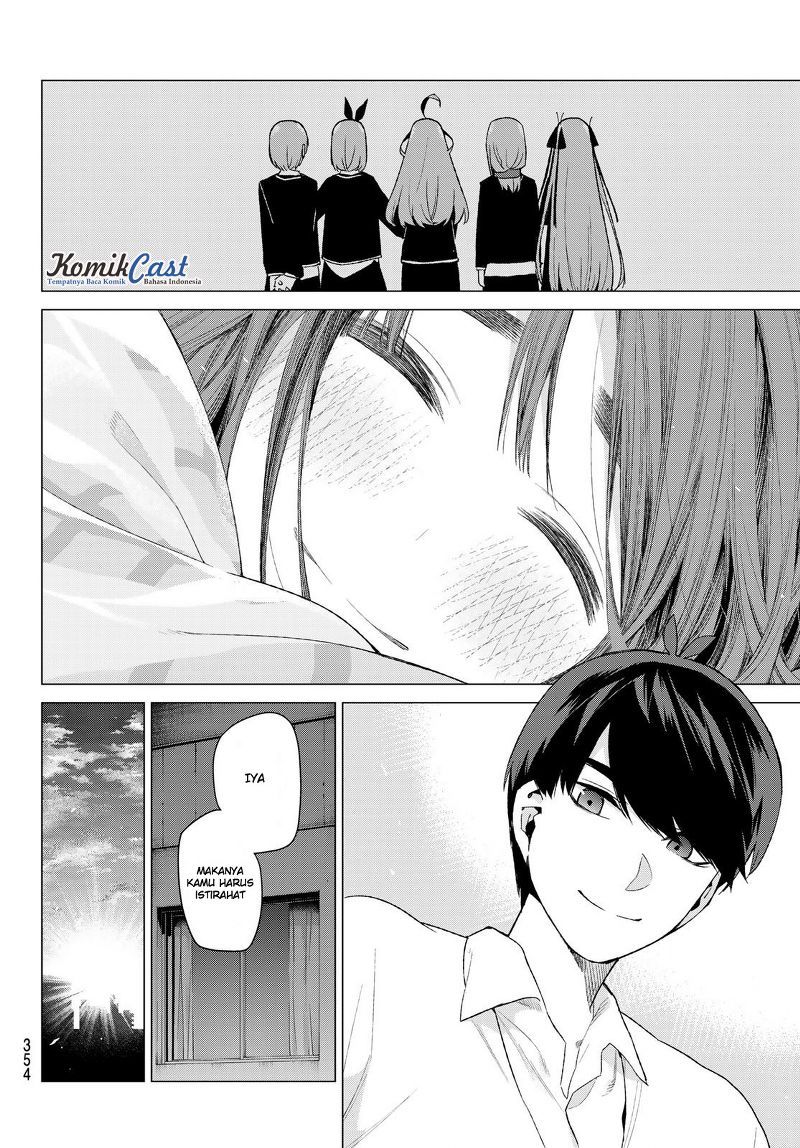 KomikCast
Tempatnya Baca Komik Bahasa Indonesia
IYA
MAKANYA
KAMU HARUS
ISTIRAHAT
354